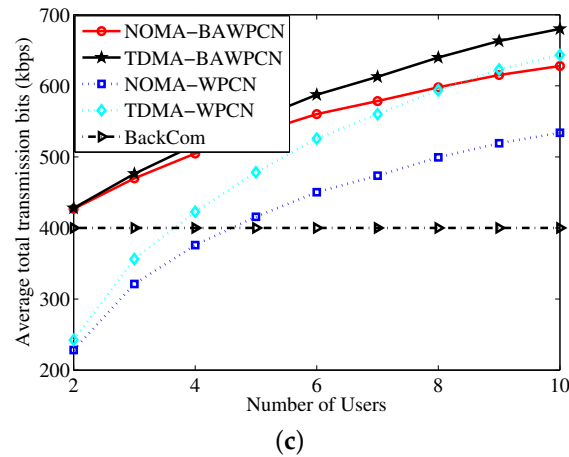 700
600
500
400
300
200
Average total transmission bits (kbps)
NOMA−BAWPCN
TDMA−BAWPCN
NOMA−WPCN
TDMA−WPCN
BackCom
2
4
6
8
10
Number of Users
(c)